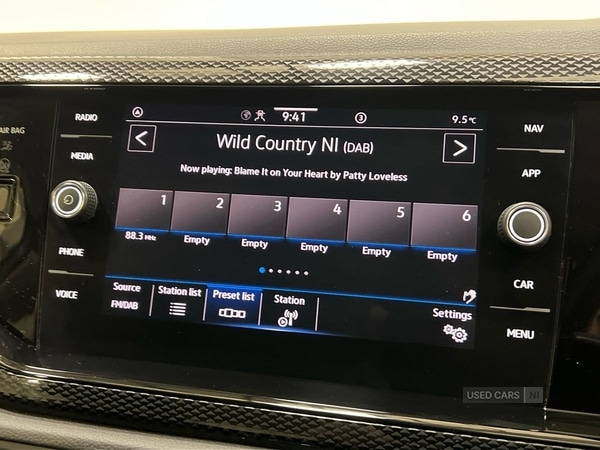 AIR BAG
RADIO
MEDIA
PHONE
VOICE
9:41
3
9.5°C
Wild Country NI (DAB)
Now playing: Blame It on Your Heart by Patty Loveless
1 2 3 4 5 6
88.3 MHz Empty Empty Empty Empty Empty
Source Station list Preset list Station Settings
FM/DAB
NAV
APP
CAR
MENU
USED CARS NI